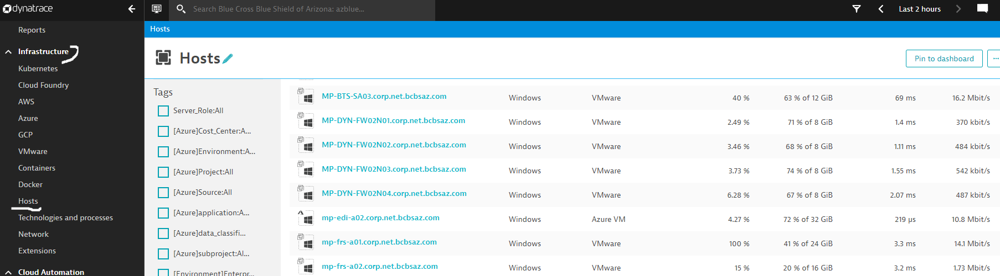 dynatrace
Search Blue Cross Blue Shield of Arizona: azblue...
Last 2 hours
Reports
Infrastructure
Kubernetes
Cloud Foundry
AWS
Azure
GCP
VMware
Containers
Docker
Hosts
Technologies and processes
Network
Extensions
Cloud Automation
Hosts
Hosts
Pin to dashboard
...
Tags
Server_Role:All
[Azure]Cost_Center:A...
[Azure]Environment:A...
[Azure]Project:All
[Azure]Source:All
[Azure]application:A...
[Azure]data_classifi...
[Azure]subproject:Al...
[Environment]Enterpr...
MP-BTS-SA03.corp.net.bcbsaz.com Windows VMware 40 % 63 % of 12 GiB 69 ms 16.2 Mbit/s
MP-DYN-FW02N01.corp.net.bcbsaz.com Windows VMware 2.49 % 71 % of 8 GiB 1.4 ms 370 kbit/s
MP-DYN-FW02N02.corp.net.bcbsaz.com Windows VMware 3.46 % 68 % of 8 GiB 1.11 ms 484 kbit/s
MP-DYN-FW02N03.corp.net.bcbsaz.com Windows VMware 3.73 % 74 % of 8 GiB 1.55 ms 542 kbit/s
MP-DYN-FW02N04.corp.net.bcbsaz.com Windows VMware 6.28 % 67 % of 8 GiB 2.07 ms 487 kbit/s
mp-edi-a02.corp.net.bcbsaz.com Windows Azure VM 4.27 % 72 % of 32 GiB 219 µs 10.8 Mbit/s
mp-frs-a01.corp.net.bcbsaz.com Windows VMware 100 % 41 % of 24 GiB 3.3 ms 14.1 Mbit/s
mp-frs-a02.corp.net.bcbsaz.com Windows VMware 15 % 20 % of 16 GiB 3.2 ms 1.73 Mbit/s